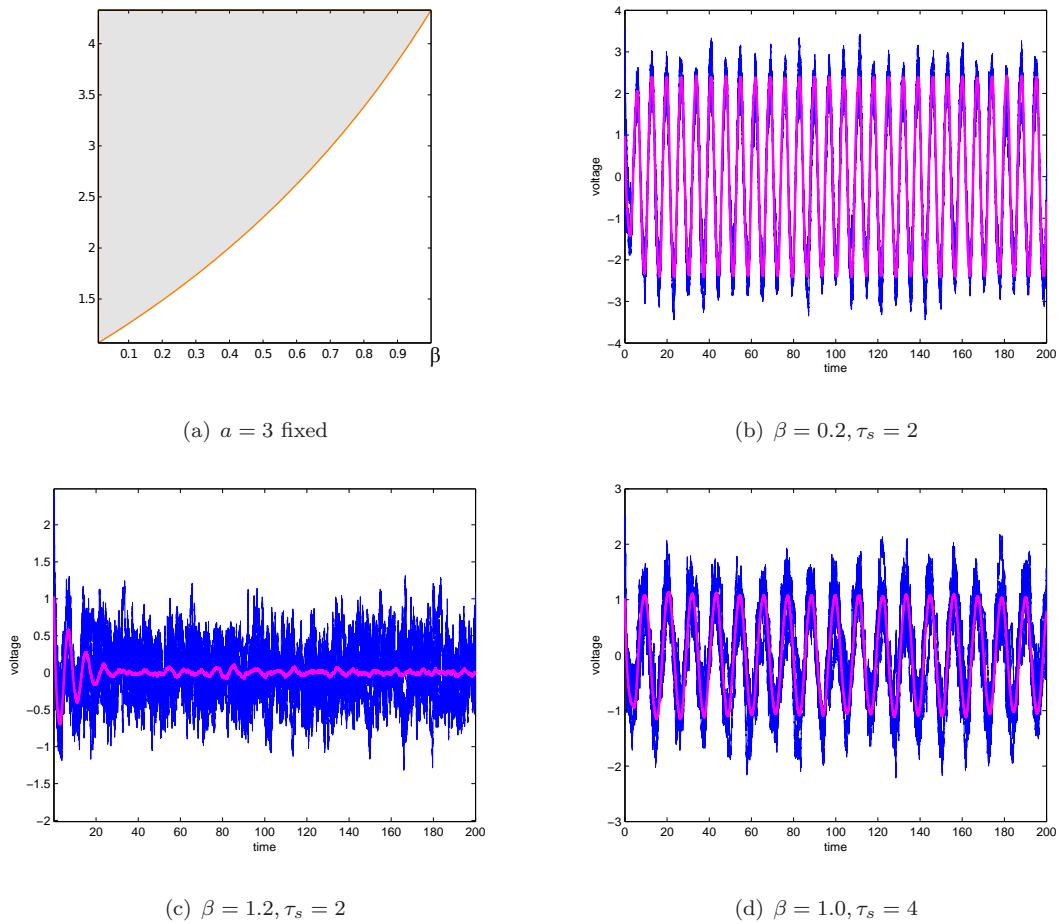 4
3.5
3
2.5
2
1.5
0.1 0.2 0.3 0.4 0.5 0.6 0.7 0.8 0.9 β
(a) a = 3 fixed
4
3
2
1
0
−1
−2
−3
−4
voltage
0 20 40 60 80 100 120 140 160 180 200
time
(b) β = 0.2, τs = 2
2
1.5
1
0.5
0
−0.5
−1
−1.5
−2
voltage
20 40 60 80 100 120 140 160 180 200
time
(c) β = 1.2, τs = 2
3
2
1
0
−1
−2
−3
voltage
0 20 40 60 80 100 120 140 160 180 200
time
(d) β = 1.0, τs = 4